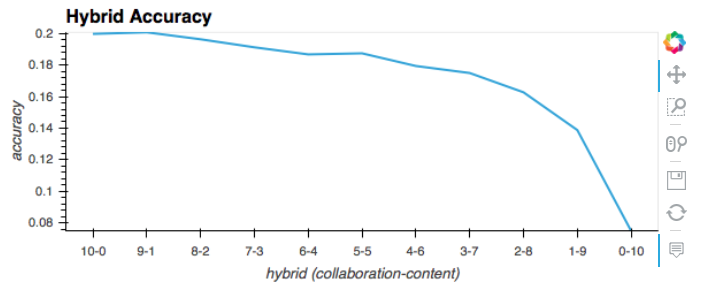 Hybrid Accuracy
0.2
0.18
0.16
0.14
0.12
0.1
0.08
accuracy
10-0 9-1 8-2 7-3 6-4 5-5 4-6 3-7 2-8 1-9 0-10
hybrid (collaboration-content)